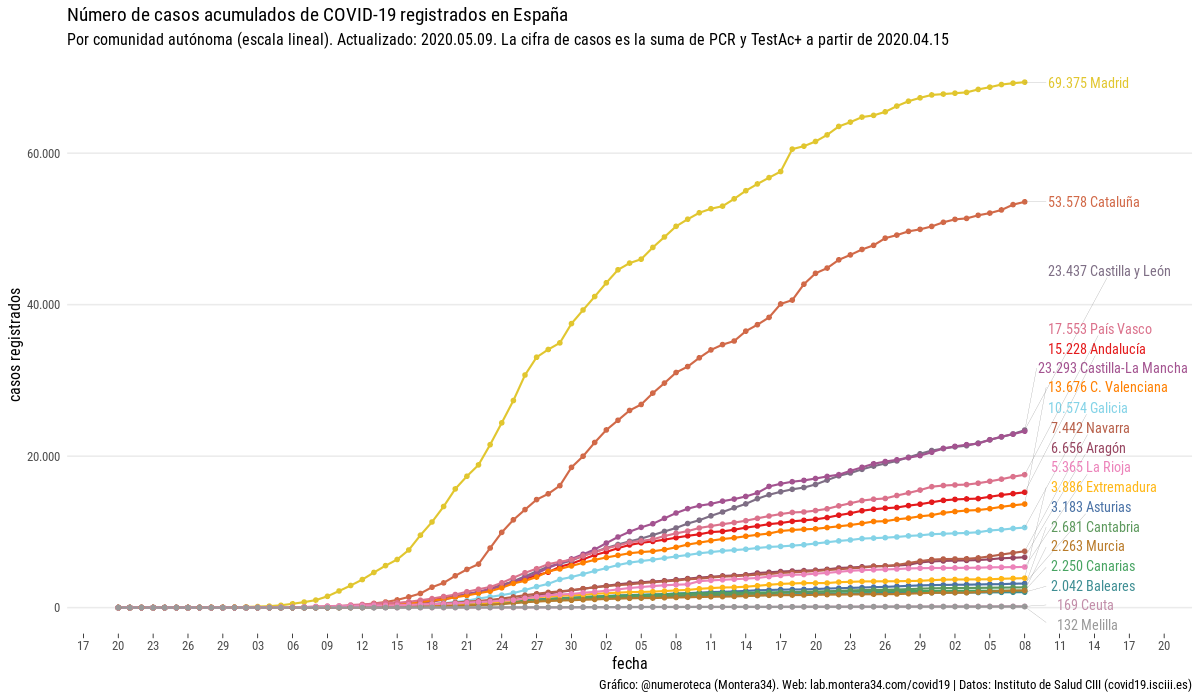 Número de casos acumulados de COVID-19 registrados en España
Por comunidad autónoma (escala lineal). Actualizado: 2020.05.09. La cifra de casos es la suma de PCR y TestAc+ a partir de 2020.04.15
casos registrados
60.000
40.000
20.000
0
69.375 Madrid
53.578 Cataluña
23.437 Castilla y León
17.553 País Vasco
15.228 Andalucía
23.293 Castilla-La Mancha
13.676 C. Valenciana
10.574 Galicia
7.442 Navarra
6.656 Aragón
5.365 La Rioja
3.886 Extremadura
3.183 Asturias
2.681 Cantabria
2.263 Murcia
2.250 Canarias
2.042 Baleares
169 Ceuta
132 Melilla
17 20 23 26 29 03 06 09 12 15 18 21 24 27 30 02 05 08 11 14 17 20 23 26 29 02 05 08 11 14 17 20
fecha
Gráfico: @numeroteca (Montera34). Web: lab.montera34.com/covid19 | Datos: Instituto de Salud CIII (covid19.isciii.es)